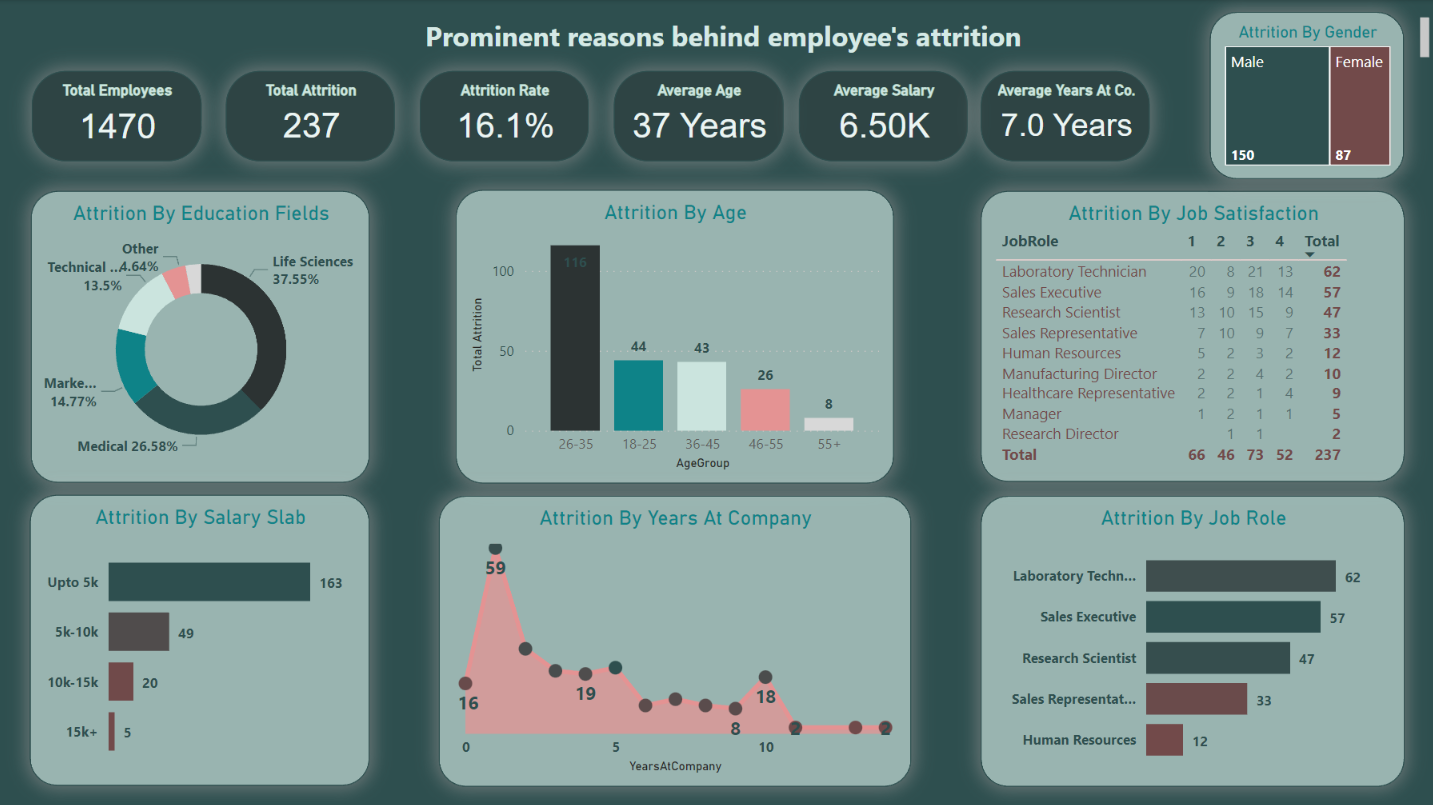 Prominent reasons behind employee's attrition
Total Employees
1470
Total Attrition
237
Attrition Rate
16.1%
Average Age
37 Years
Average Salary
6.50K
Average Years At Co.
7.0 Years
Attrition By Gender
Male
Female
150
87
Attrition By Education Fields
Other
4.64%
Technical ...
13.5%
Life Sciences
37.55%
Marke...
14.77%
Medical 26.58%
Attrition By Age
Total Attrition
100
50
0
116
44
43
26
8
26-35 18-25 36-45 46-55 55+
AgeGroup
Attrition By Job Satisfaction
JobRole 1 2 3 4 Total
Laboratory Technician 20 8 21 13 62
Sales Executive 16 9 18 14 57
Research Scientist 13 10 15 9 47
Sales Representative 7 10 9 7 33
Human Resources 5 2 3 2 12
Manufacturing Director 2 2 4 2 10
Healthcare Representative 2 2 1 4 9
Manager 1 2 1 1 5
Research Director 1 1 2
Total 66 46 73 52 237
Attrition By Salary Slab
Upto 5k 163
5k-10k 49
10k-15k 20
15k+ 5
Attrition By Years At Company
59
16
19
8
18
2
2
0 5 10
YearsAtCompany
Attrition By Job Role
Laboratory Techn... 62
Sales Executive 57
Research Scientist 47
Sales Representat... 33
Human Resources 12